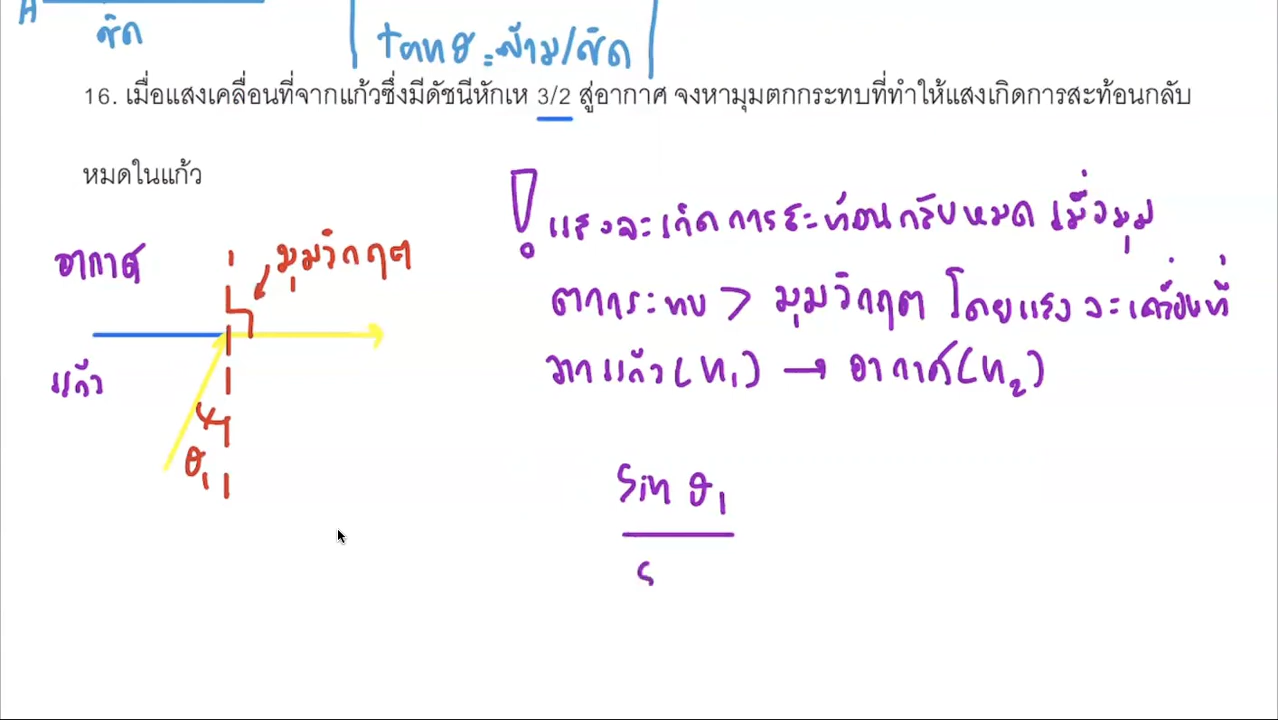 A
ชิด
tanθ = ข้าม/ชิด
16. เมื่อแสงเคลื่อนที่จากแก้วซึ่งมีดัชนีหักเห 3/2 สู่อากาศ จงหามุมตกกระทบที่ทำให้แสงเกิดการสะท้อนกลับ
หมดในแก้ว
! แสงจะเกิดการสะท้อนกลับหมด เมื่อมุม
ตกกระทบ > มุมวิกฤต โดยแสงจะเคลื่อนที่
จากแก้ว(n₁) → อากาศ(n₂)
อากาศ
มุมวิกฤต
แก้ว
θ₁
sin θ₁
s